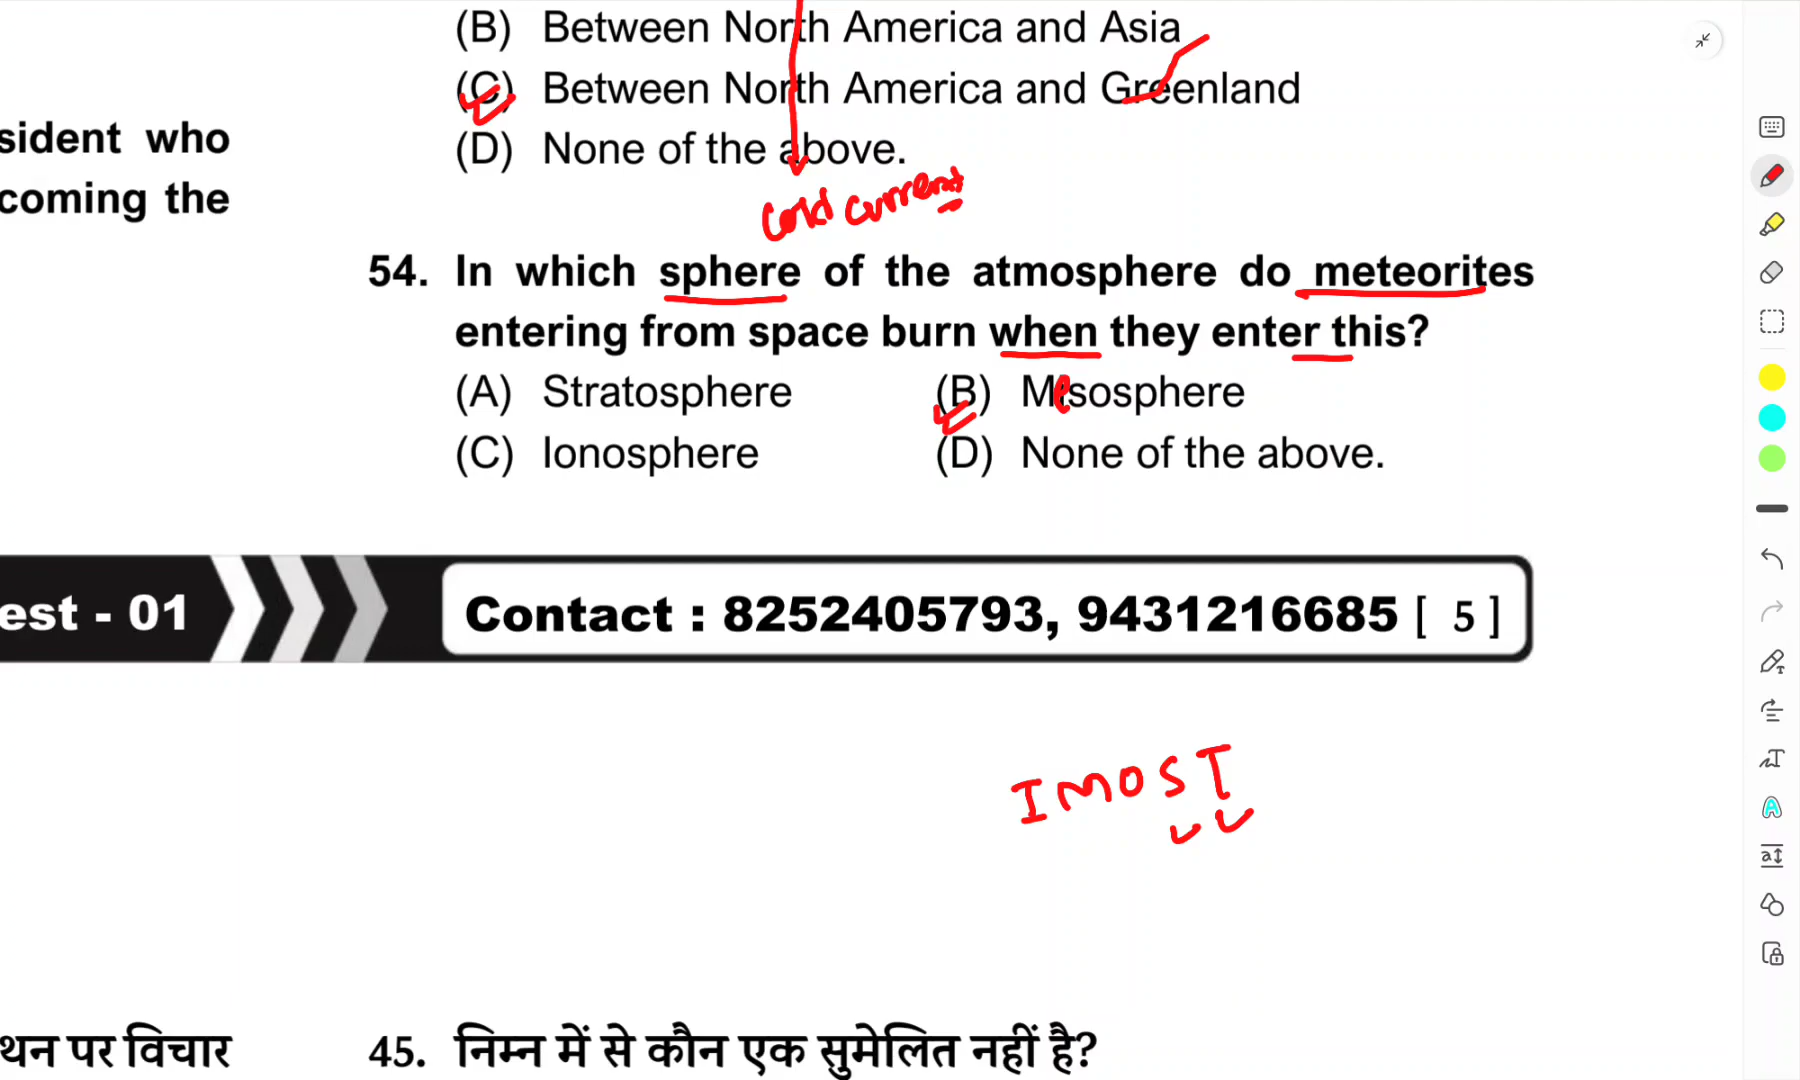 (B) Between North America and Asia
(C) Between North America and Greenland
(D) None of the above.
sident who
coming the
cold current
54. In which sphere of the atmosphere do meteorites
entering from space burn when they enter this?
(A) Stratosphere (B) Mesosphere
(C) Ionosphere (D) None of the above.
est - 01 Contact : 8252405793, 9431216685 [ 5 ]
IMOST
थन पर विचार 45. निम्न में से कौन एक सुमेलित नहीं है?